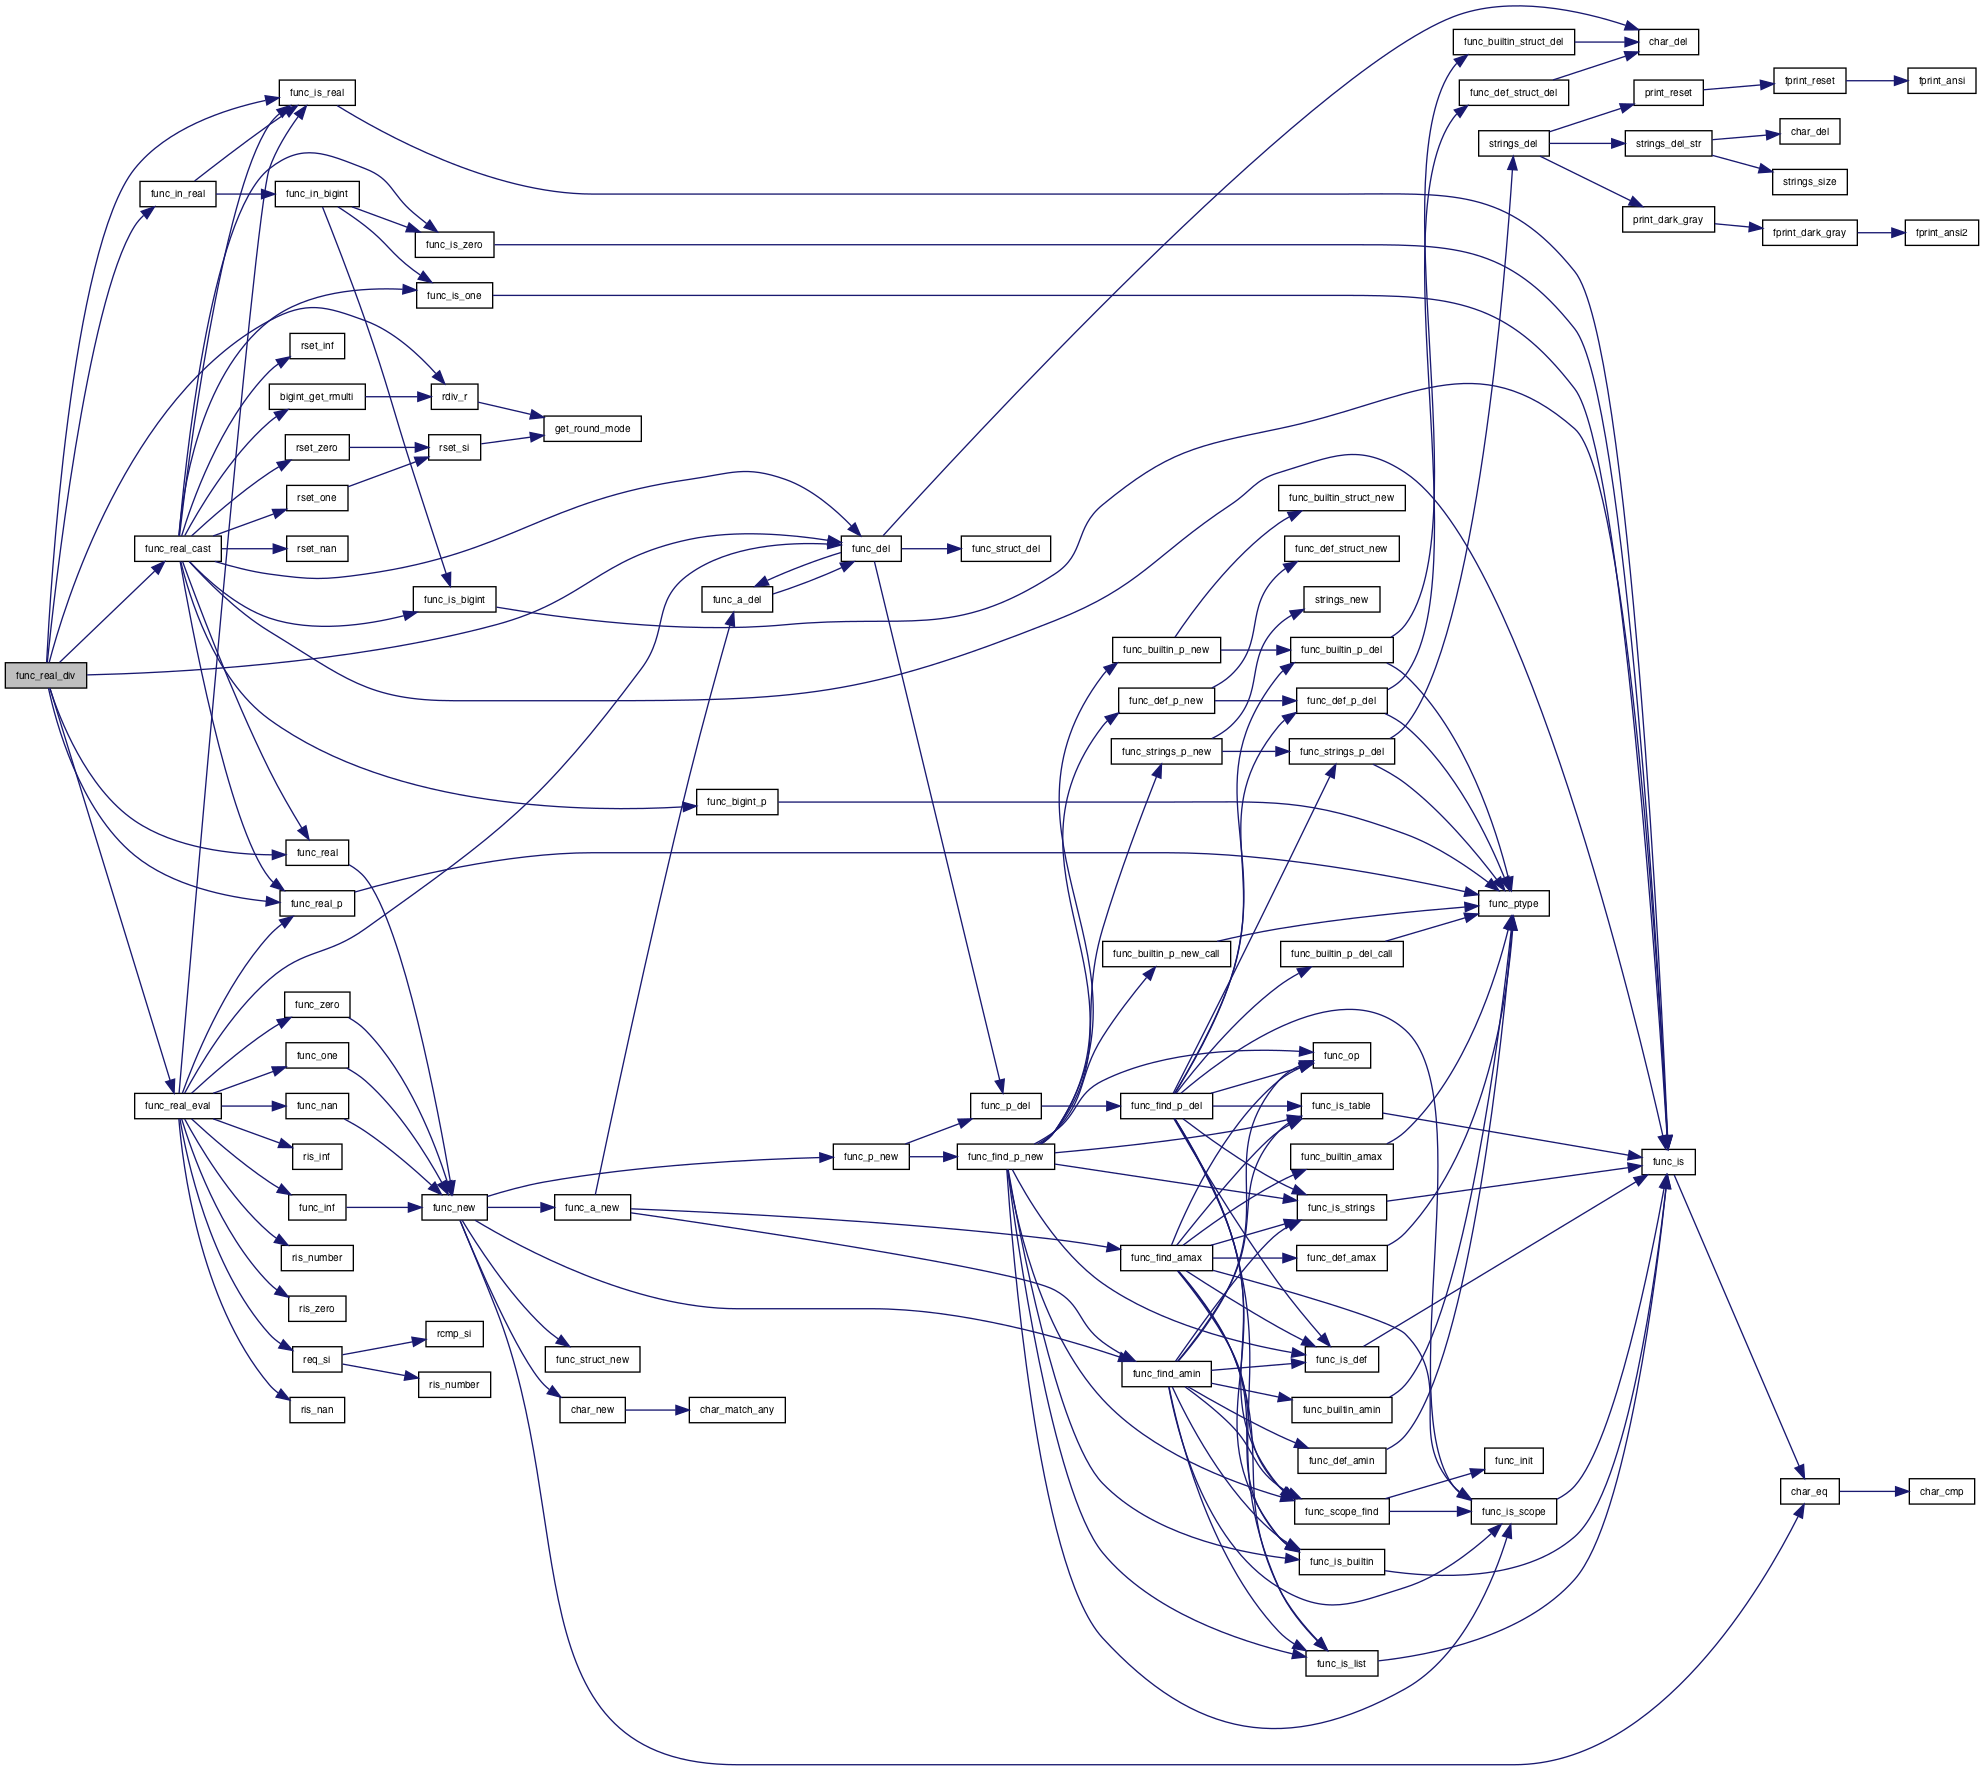 func_real_div
func_real_cast
func_real_eval
func_in_real
func_is_real
func_in_bigint
func_is_zero
func_is_one
rset_inf
bigint_get_rmulti
rdiv_r
rset_zero
rset_si
get_round_mode
rset_one
rset_nan
func_is_bigint
func_real
func_real_p
func_zero
func_one
func_nan
ris_inf
func_inf
ris_number
ris_zero
req_si
rcmp_si
ris_number
ris_nan
func_new
func_a_new
func_struct_new
char_new
char_match_any
func_bigint_p
func_a_del
func_del
func_struct_del
func_p_new
func_p_del
func_find_p_new
func_find_p_del
func_find_amax
func_find_amin
func_builtin_p_new
func_def_p_new
func_strings_p_new
func_builtin_p_new_call
func_builtin_struct_new
func_def_struct_new
strings_new
func_builtin_p_del
func_def_p_del
func_strings_p_del
func_builtin_p_del_call
func_op
func_is_table
func_builtin_amax
func_is_strings
func_def_amax
func_is_def
func_builtin_amin
func_def_amin
func_scope_find
func_is_builtin
func_is_list
func_init
func_is_scope
func_ptype
func_builtin_struct_del
func_def_struct_del
strings_del
char_del
print_reset
strings_del_str
print_dark_gray
fprint_reset
fprint_ansi
char_del
strings_size
fprint_dark_gray
fprint_ansi2
func_is
char_eq
char_cmp